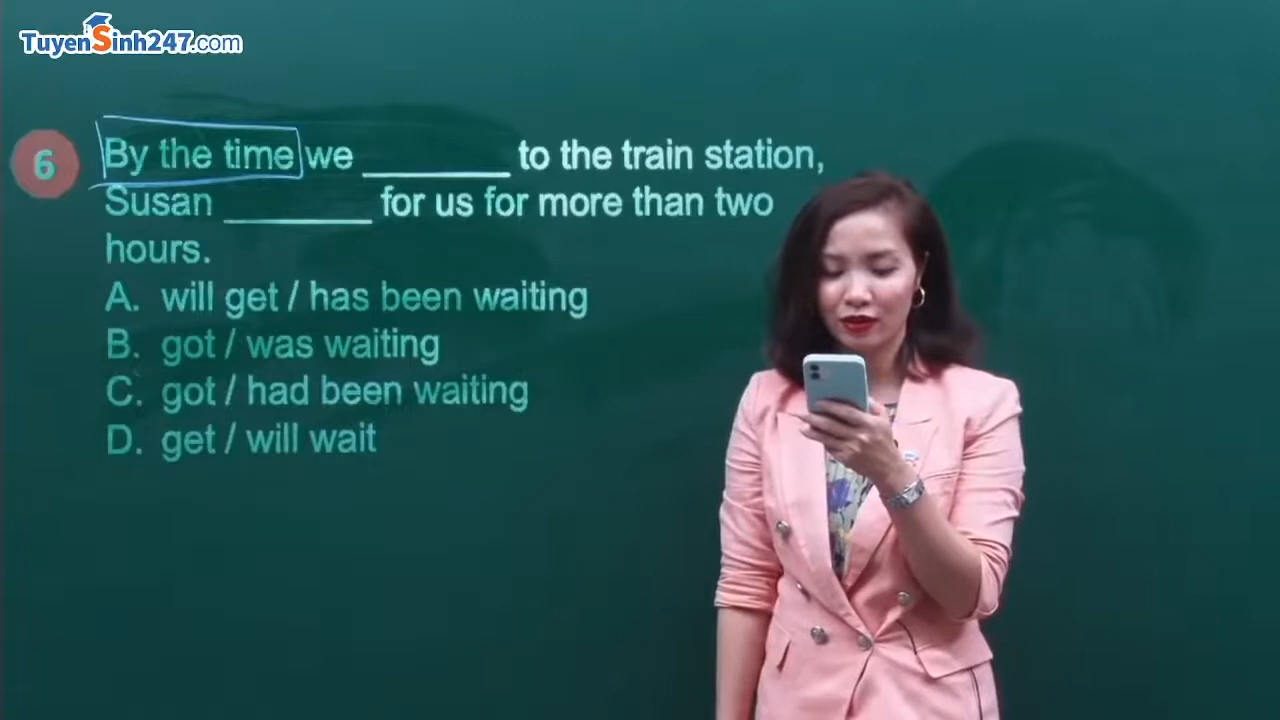 TuyenSinh247.com
6
By the time we ________ to the train station,
Susan ________ for us for more than two
hours.
A. will get / has been waiting
B. got / was waiting
C. got / had been waiting
D. get / will wait